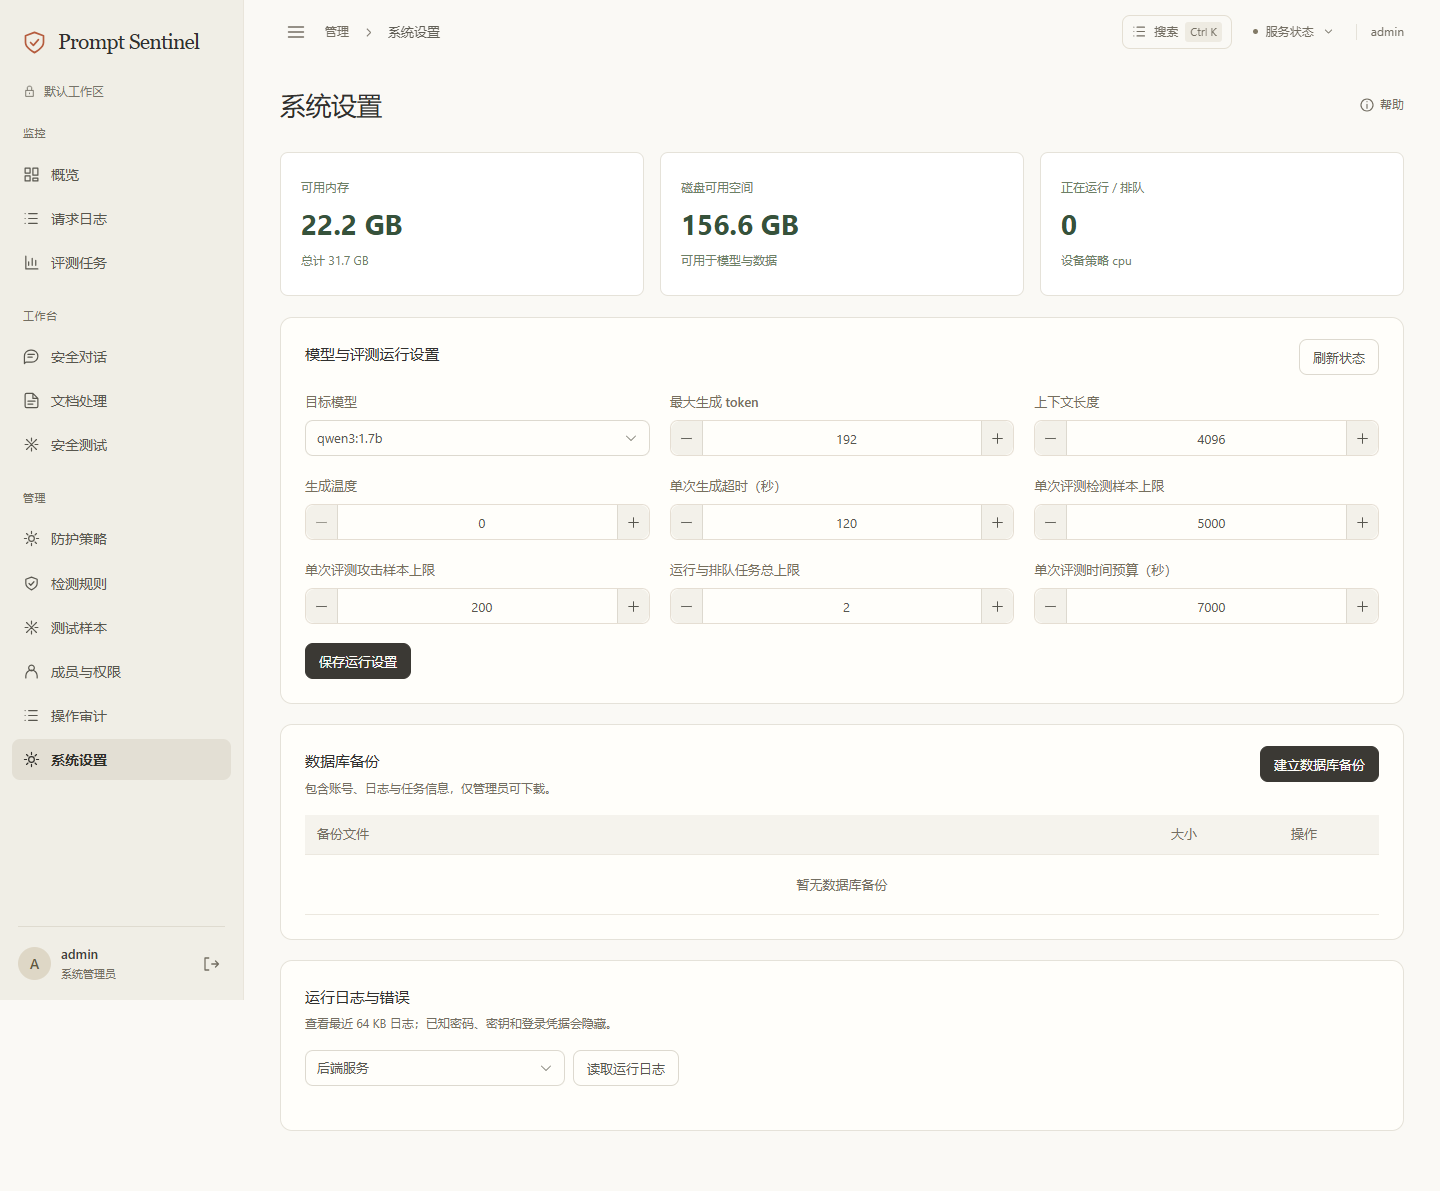 Prompt Sentinel
默认工作区
监控
概览
请求日志
评测任务
工作台
安全对话
文档处理
安全测试
管理
防护策略
检测规则
测试样本
成员与权限
操作审计
系统设置
A
admin
系统管理员
管理
系统设置
搜索 Ctrl K
服务状态
admin
系统设置
帮助
可用内存
22.2 GB
总计 31.7 GB
磁盘可用空间
156.6 GB
可用于模型与数据
正在运行 / 排队
0
设备策略 cpu
模型与评测运行设置
刷新状态
目标模型
qwen3:1.7b
最大生成 token
192
上下文长度
4096
生成温度
0
单次生成超时（秒）
120
单次评测检测样本上限
5000
单次评测攻击样本上限
200
运行与排队任务总上限
2
单次评测时间预算（秒）
7000
保存运行设置
数据库备份
包含账号、日志与任务信息，仅管理员可下载。
建立数据库备份
备份文件 大小 操作
暂无数据库备份
运行日志与错误
查看最近 64 KB 日志；已知密码、密钥和登录凭据会隐藏。
后端服务
读取运行日志